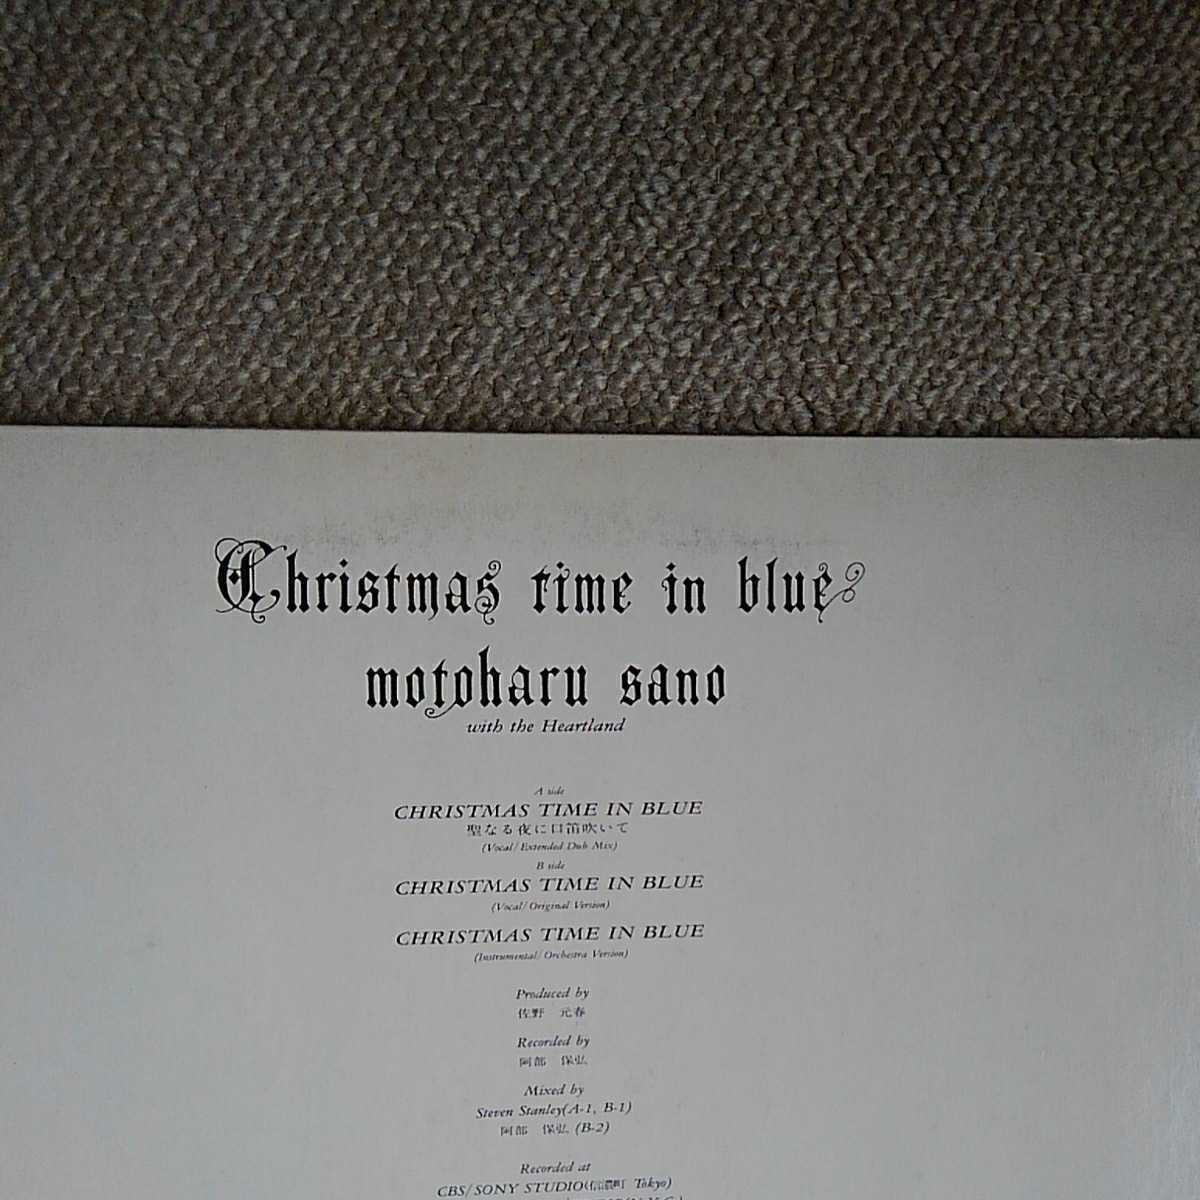 Christmas time in blue
motoharu sano
with the Heartland
A side
CHRISTMAS TIME IN BLUE
聖なる夜に口笛吹いて
(Vocal/Extended Dub Mix)
B side
CHRISTMAS TIME IN BLUE
(Vocal/Original Version)
CHRISTMAS TIME IN BLUE
(Instrumental/Orchestra Version)
Produced by
佐野 元春
Recorded by
阿部 保弘
Mixed by
Steven Stanley(A-1, B-1)
阿部 保弘 (B-2)
Recorded at
CBS/SONY STUDIO(信濃町 Tokyo)